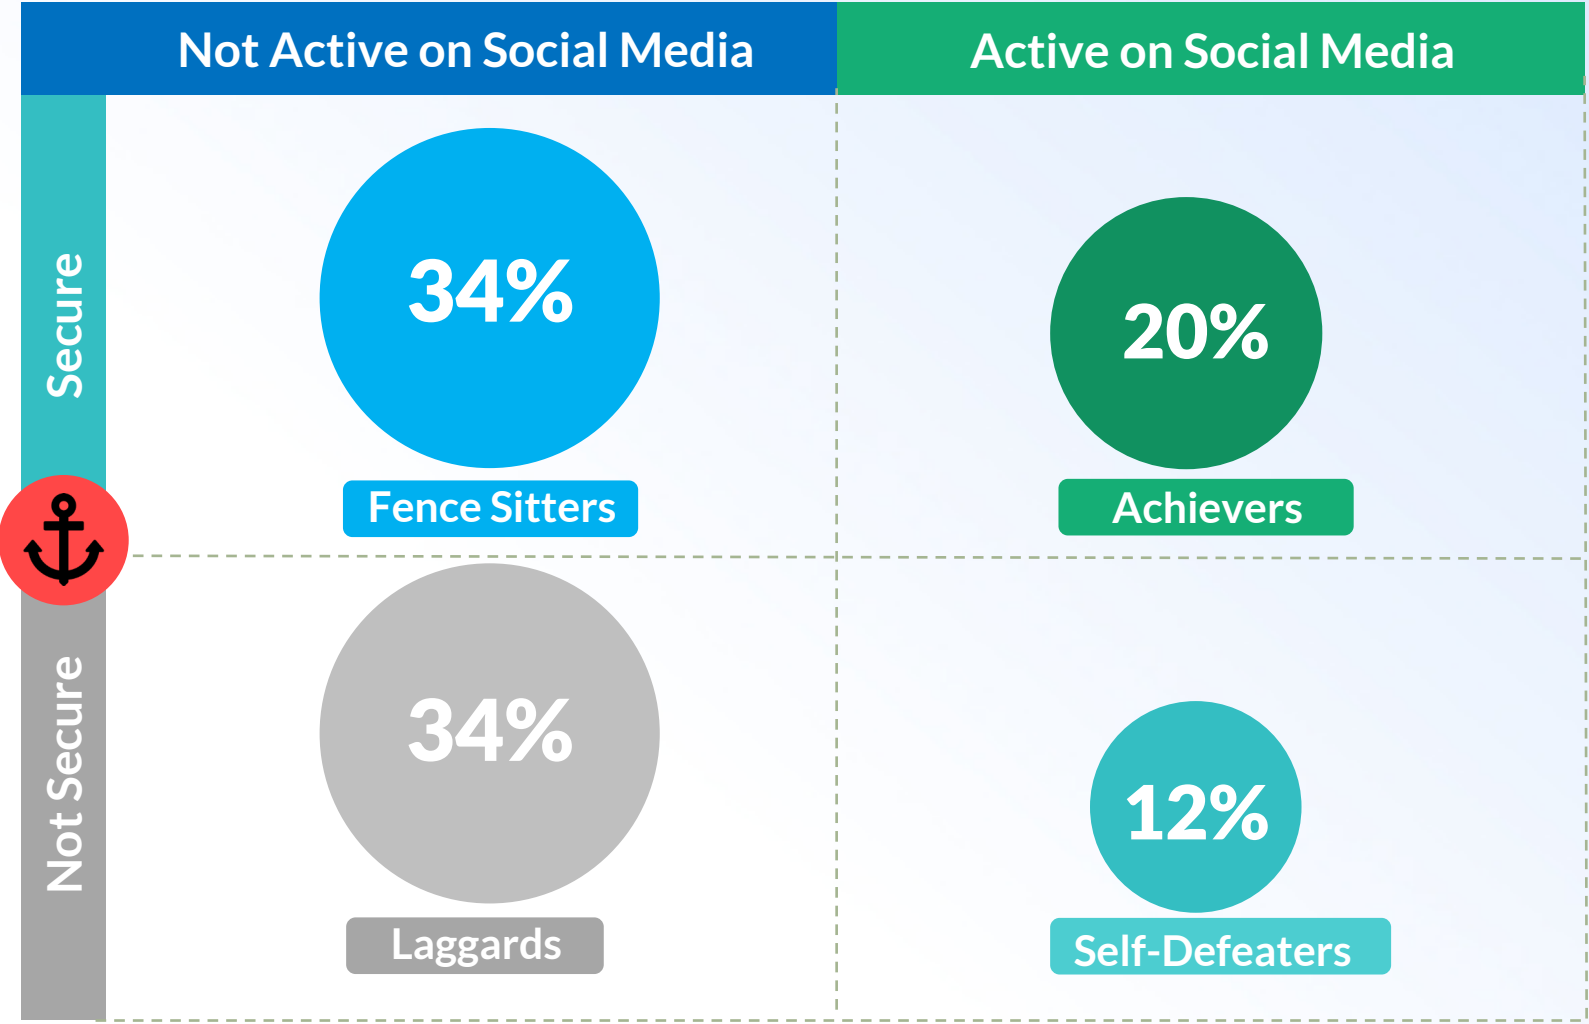 Not Active on Social Media
Active on Social Media
Secure
34%
Fence Sitters
20%
Achievers
Not Secure
34%
Laggards
12%
Self-Defeaters